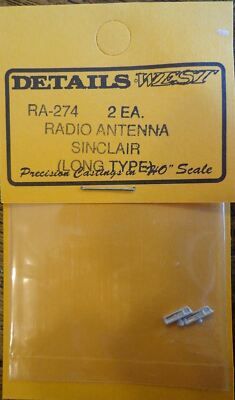 DETAILS WEST
RA-274 2 EA.
RADIO ANTENNA
SINCLAIR
(LONG TYPE)
Precision Castings in "HO" Scale